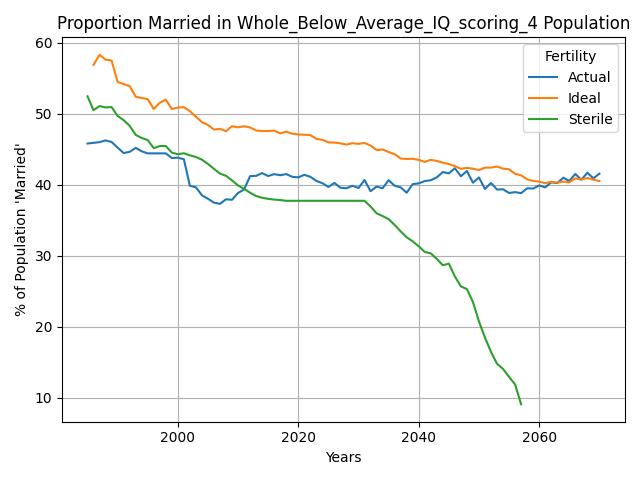 Proportion Married in Whole_Below_Average_IQ_scoring_4 Population
Fertility
Actual
Ideal
Sterile
% of Population 'Married'
60
50
40
30
20
10
2000
2020
2040
2060
Years